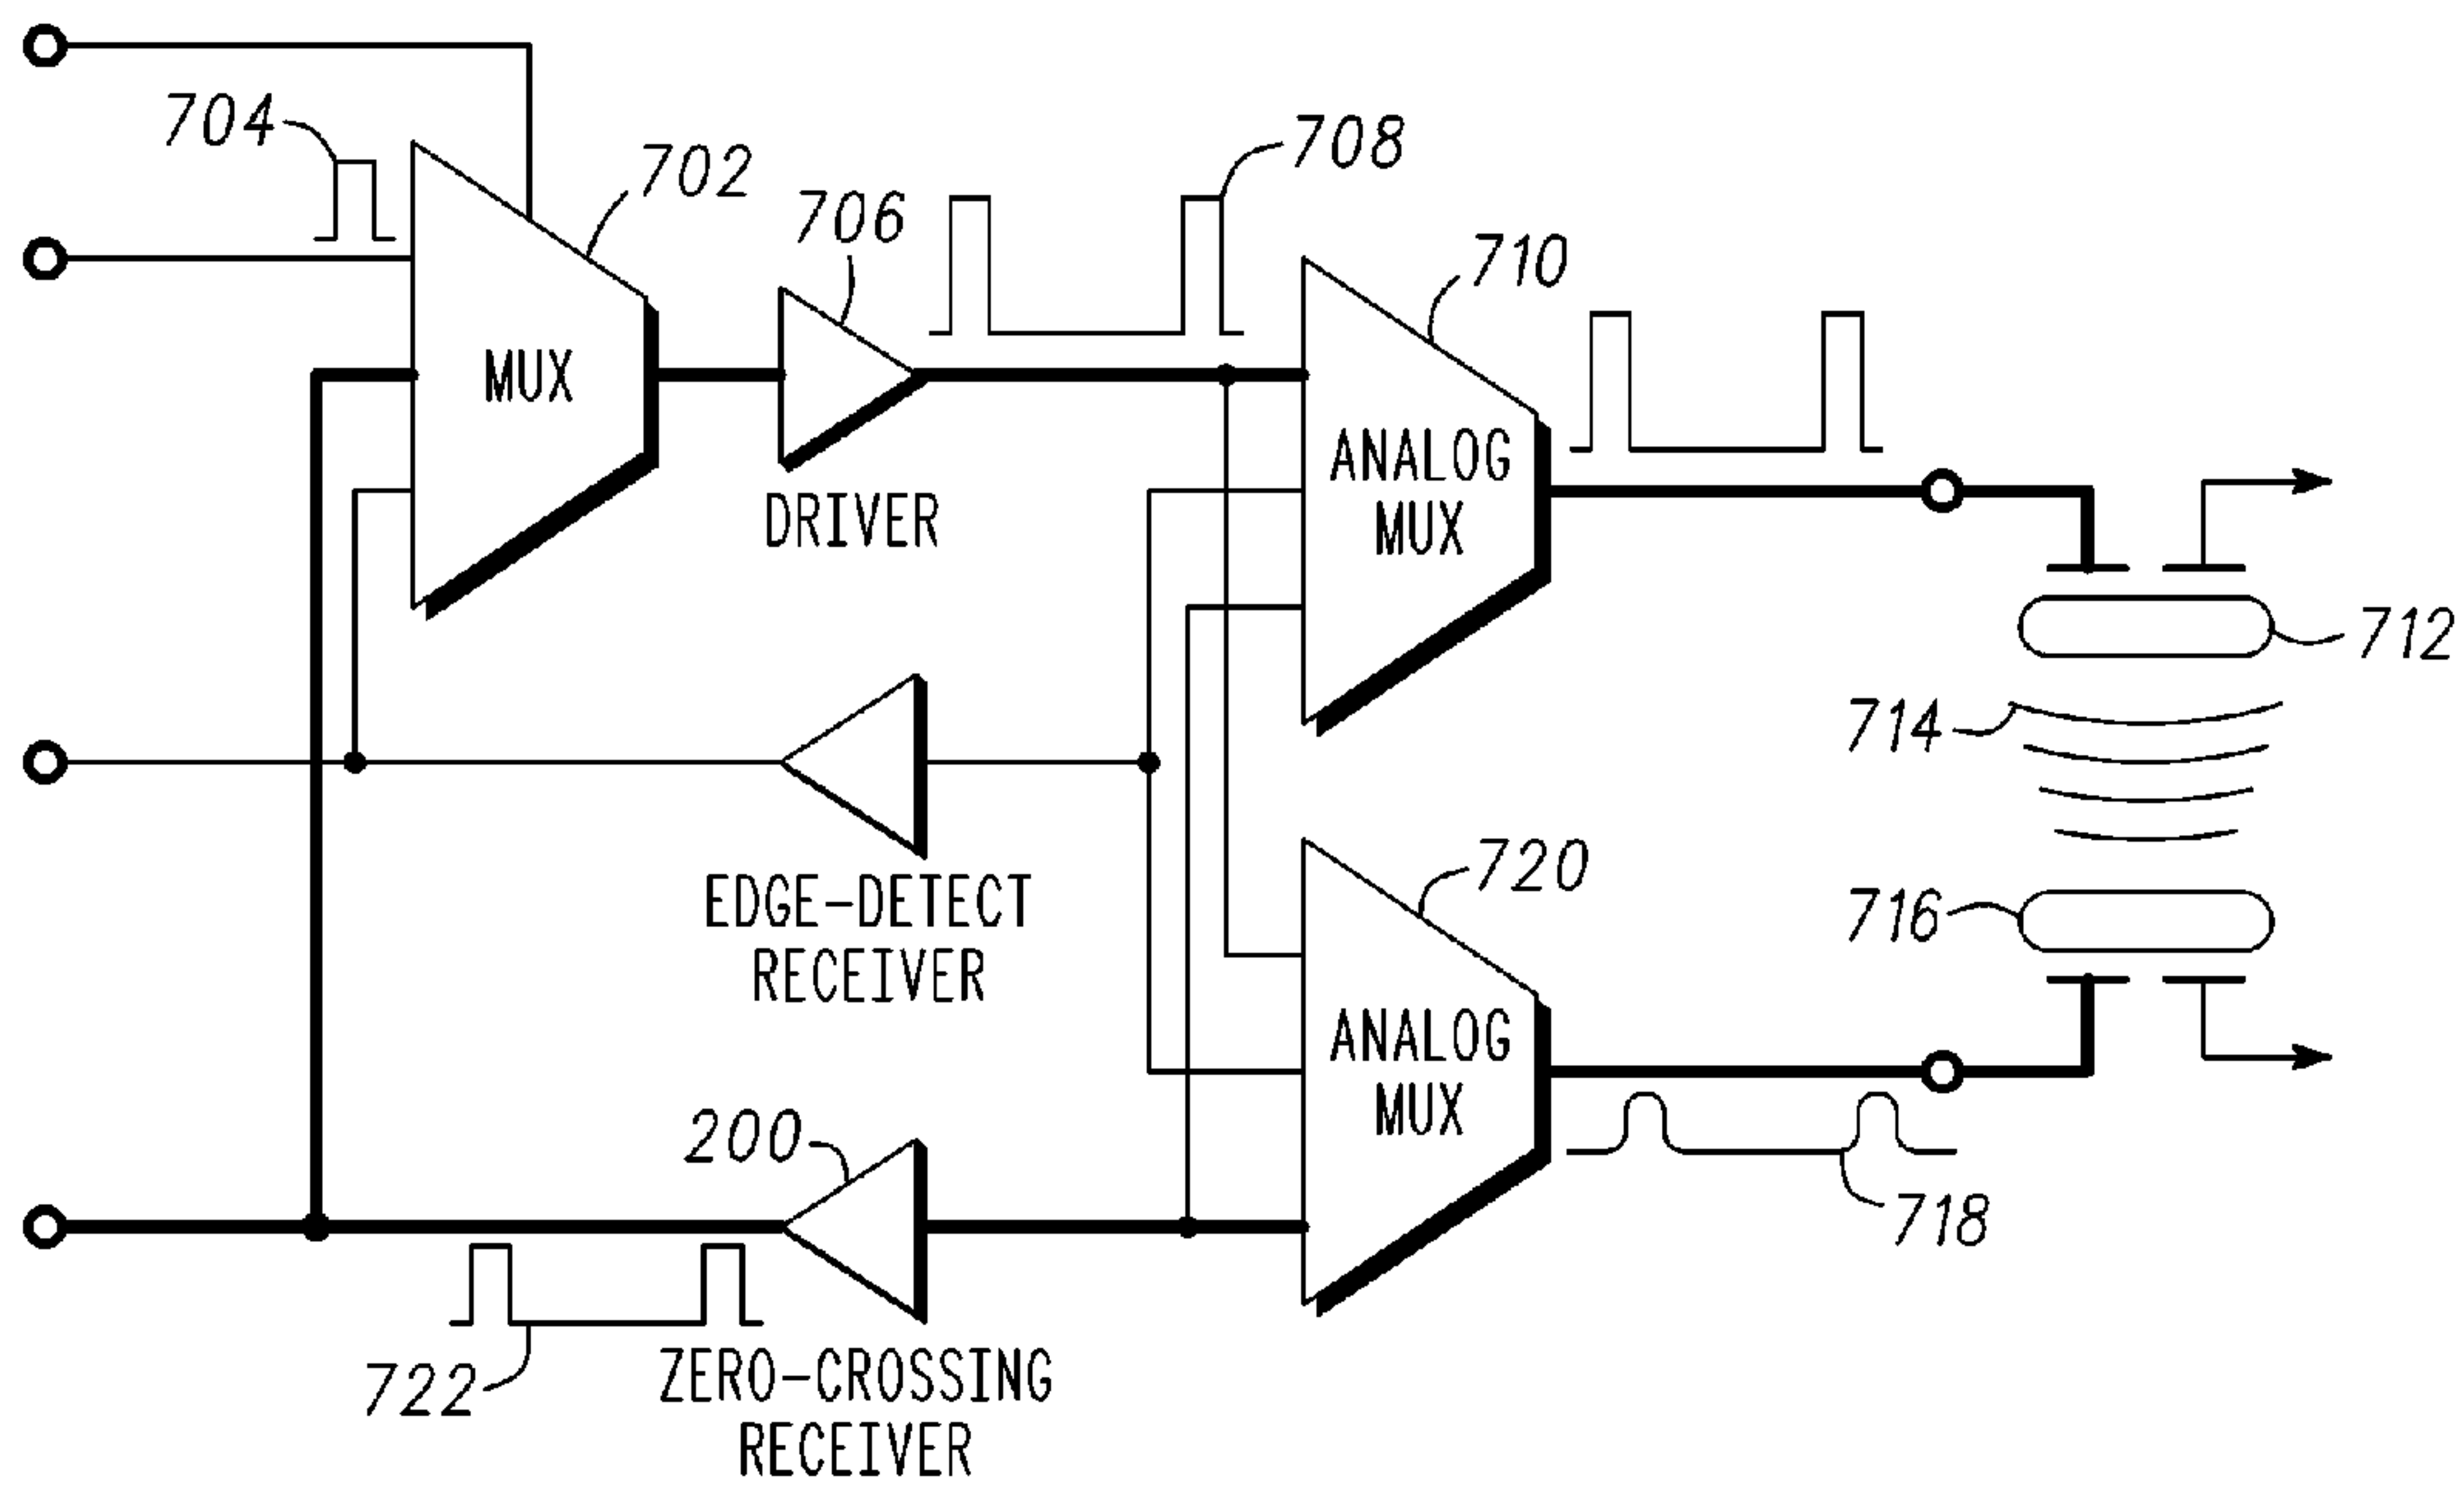 704
702
706
708
710
MUX
ANALOG
MUX
DRIVER
712
714
720
EDGE-DETECT
RECEIVER
716
ANALOG
MUX
200
718
722
ZERO-CROSSING
RECEIVER